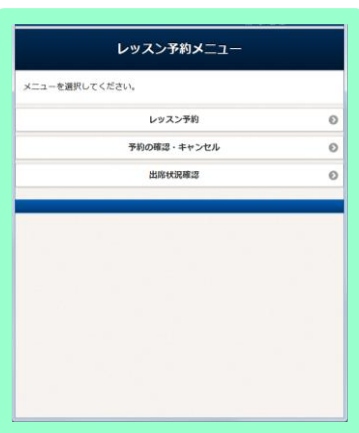 レッスン予約メニュー
メニューを選択してください。
レッスン予約
予約の確認・キャンセル
出席状況確認